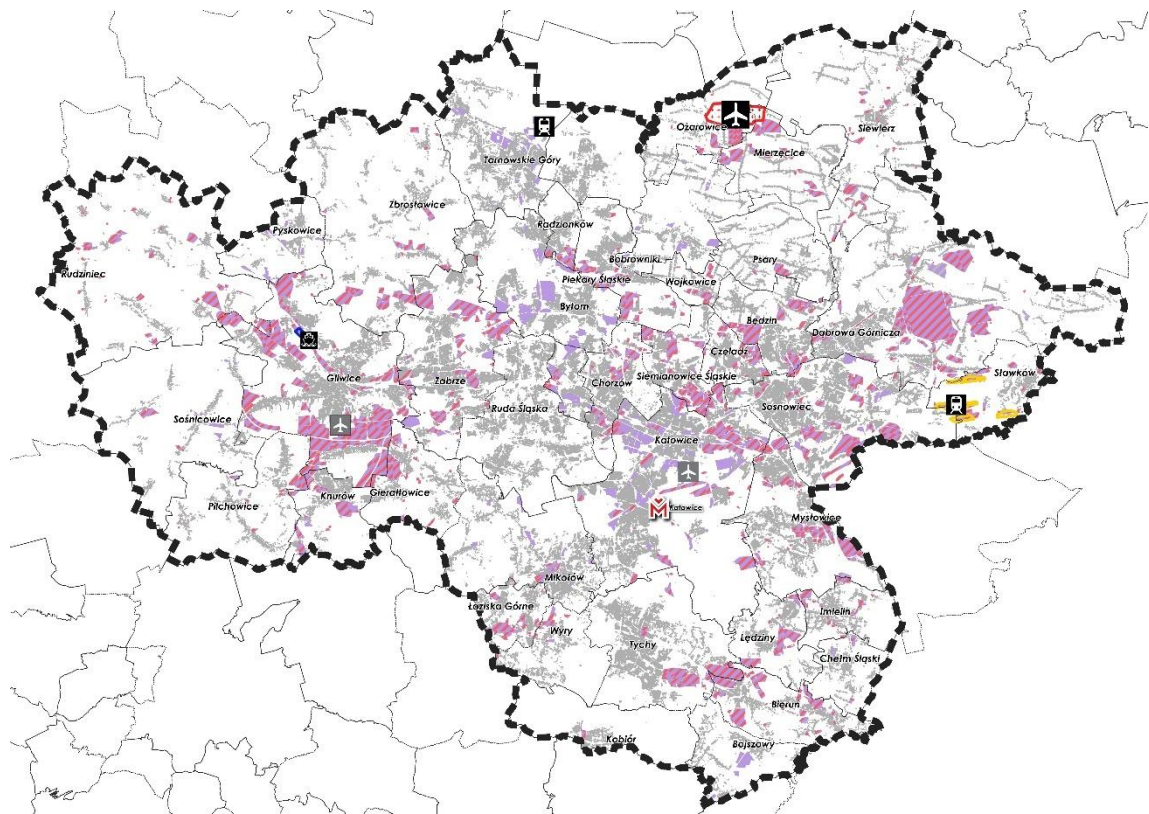 Ożarowice
Siewierz
Mierzęcice
Tarnowskie Góry
Zbrosławice
Radzionków
Pyskowice
Bobrowniki
Psary
Rudziniec
Piekary Śląskie
Wojkowice
Bytom
Będzin
Dąbrowa Górnicza
Czeladź
Sławków
Gliwice
Zabrze
Chorzów
Siemianowice Śląskie
Ruda Śląska
Sosnowiec
Sośnicowice
Katowice
Knurów
Gierałtowice
Pilchowice
M Katowice
Mysłowice
Mikołów
Łaziska Górne
Imielin
Wyry
Lędziny
Tychy
Chełm Śląski
Bieruń
Kobiór
Bojszowy